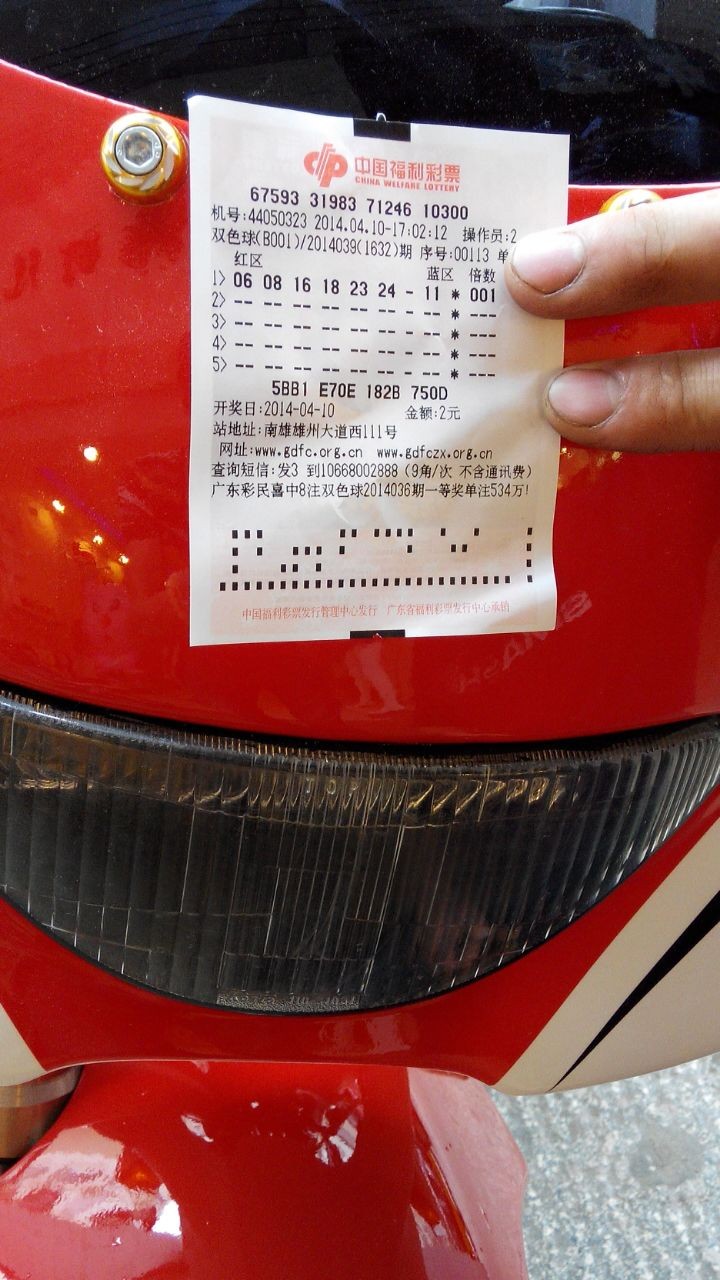 中国福利彩票
CHINA WELFARE LOTTERY
67593 31983 71246 10300
机号:44050323 2014.04.10-17:02:12 操作员:2
双色球(B001)/2014039(1632)期 序号:00113 单
红区 蓝区 倍数
1> 06 08 16 18 23 24 - 11 * 001
2> -- -- -- -- -- -- - -- * ---
3> -- -- -- -- -- -- - -- * ---
4> -- -- -- -- -- -- - -- * ---
5> -- -- -- -- -- -- - -- * ---
5BB1 E70E 182B 750D
开奖日:2014-04-10 金额:2元
站地址:南雄雄州大道西111号
网址:www.gdfc.org.cn www.gdfczx.org.cn
查询短信:发3 到10668002888 (9角/次 不含通讯费)
广东彩民喜中8注双色球2014036期一等奖单注534万!
中国福利彩票发行管理中心发行 广东省福利彩票发行中心承销